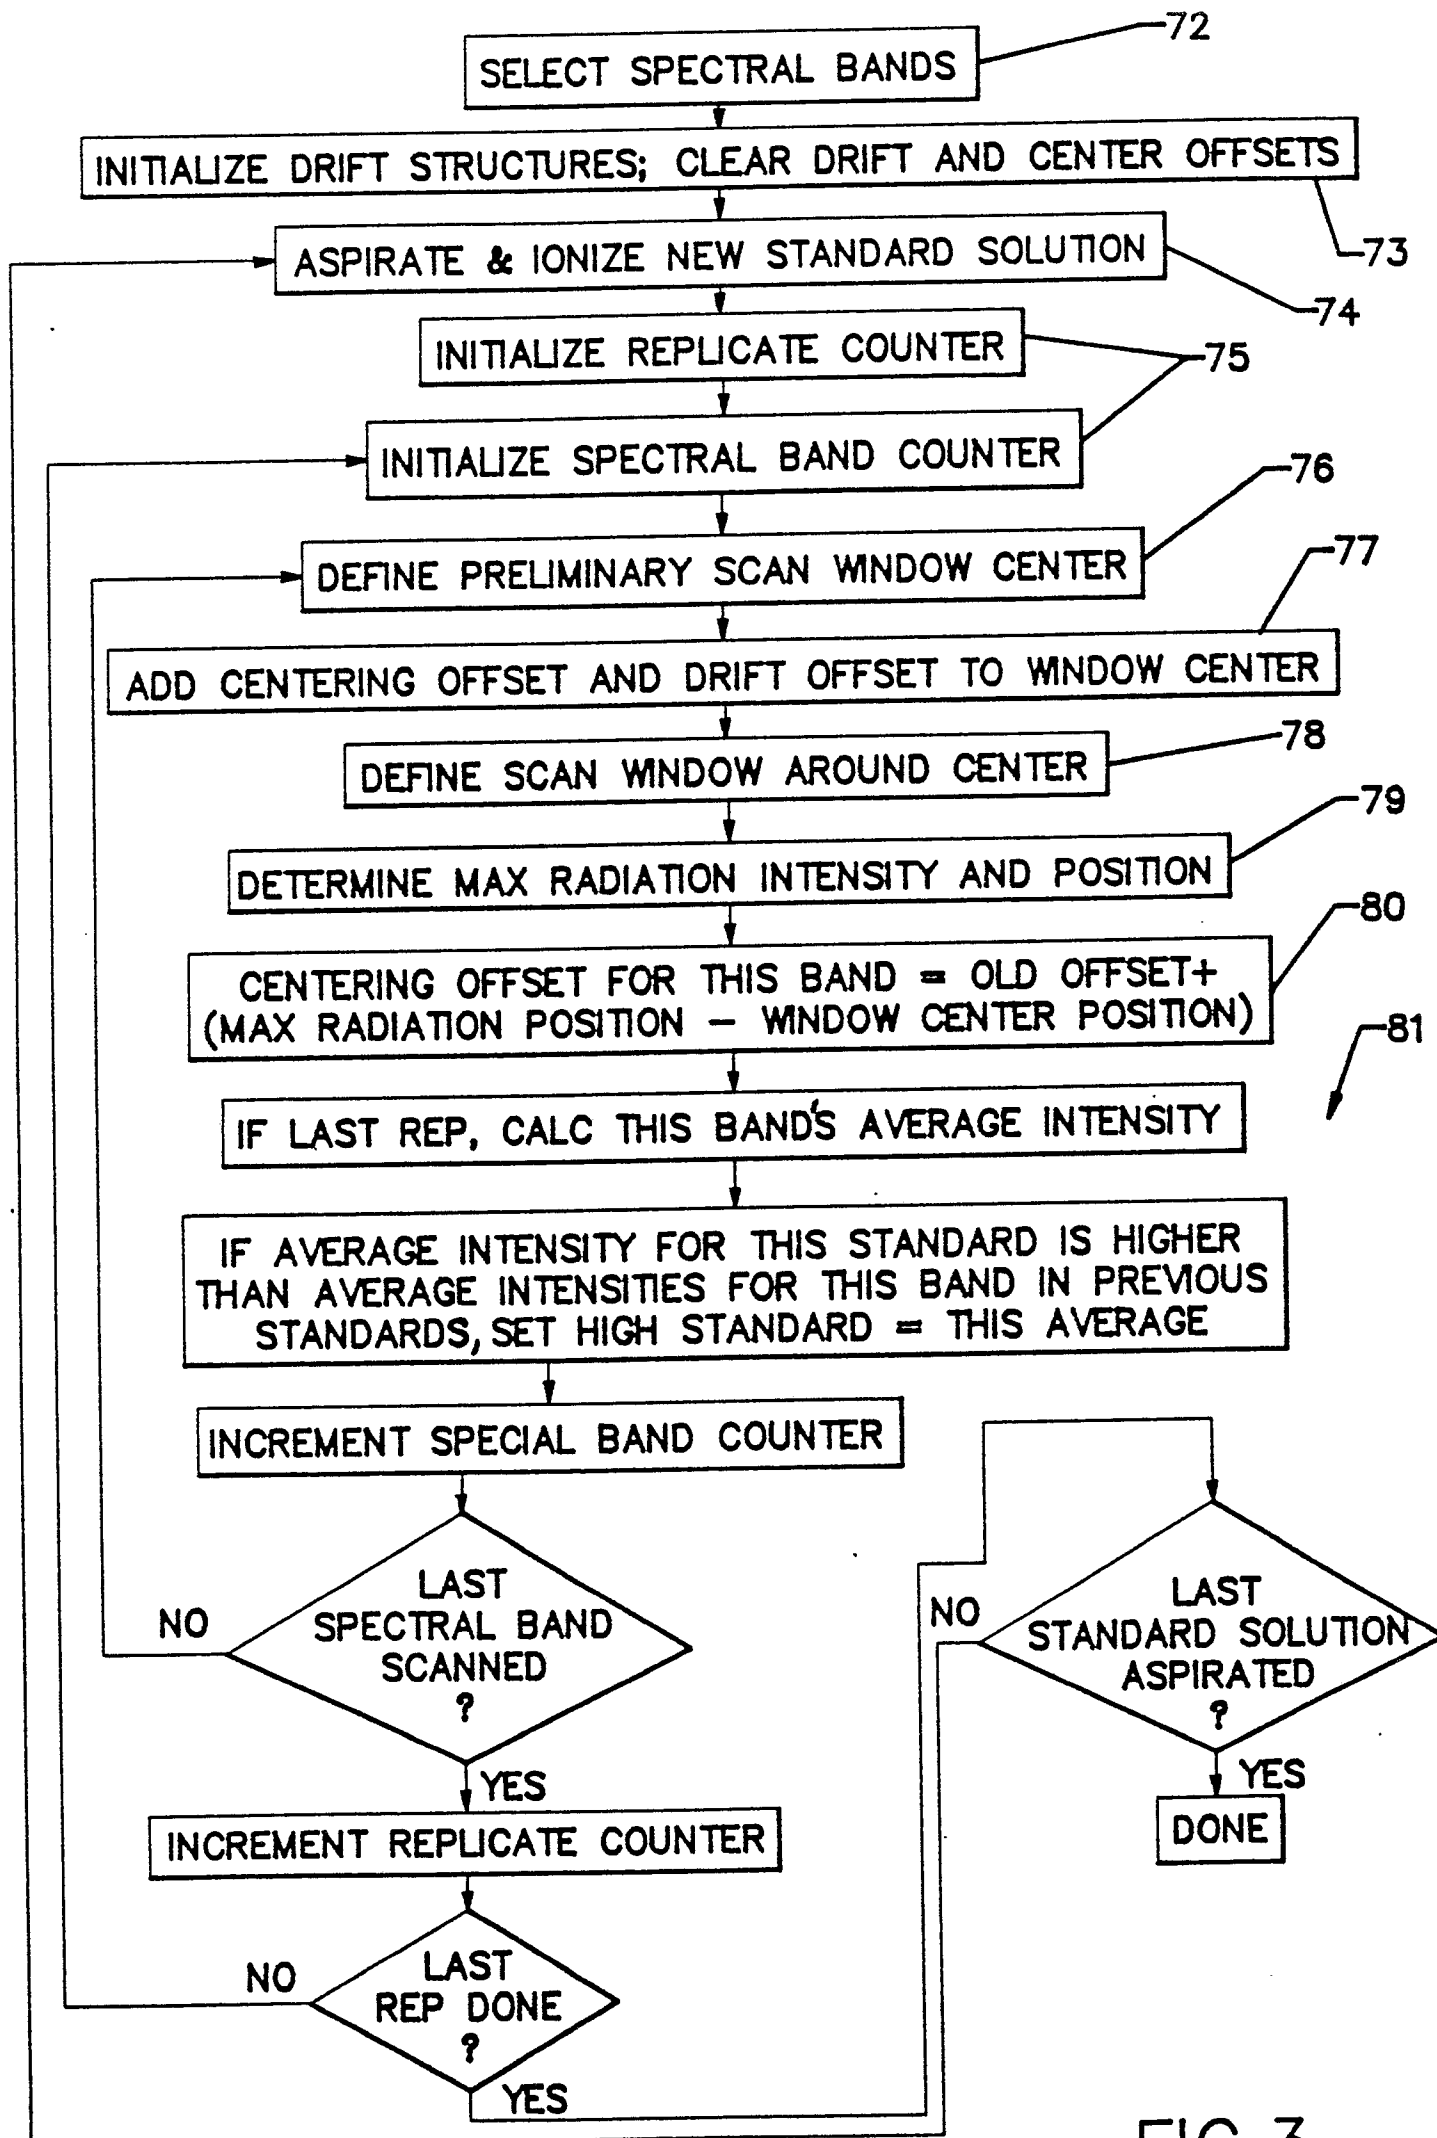 72
SELECT SPECTRAL BANDS
INITIALIZE DRIFT STRUCTURES; CLEAR DRIFT AND CENTER OFFSETS
73
ASPIRATE & IONIZE NEW STANDARD SOLUTION
74
INITIALIZE REPLICATE COUNTER
75
INITIALIZE SPECTRAL BAND COUNTER
76
DEFINE PRELIMINARY SCAN WINDOW CENTER
77
ADD CENTERING OFFSET AND DRIFT OFFSET TO WINDOW CENTER
78
DEFINE SCAN WINDOW AROUND CENTER
79
DETERMINE MAX RADIATION INTENSITY AND POSITION
80
CENTERING OFFSET FOR THIS BAND = OLD OFFSET+
(MAX RADIATION POSITION – WINDOW CENTER POSITION)
81
IF LAST REP, CALC THIS BAND'S AVERAGE INTENSITY
IF AVERAGE INTENSITY FOR THIS STANDARD IS HIGHER
THAN AVERAGE INTENSITIES FOR THIS BAND IN PREVIOUS
STANDARDS, SET HIGH STANDARD = THIS AVERAGE
INCREMENT SPECIAL BAND COUNTER
LAST
SPECTRAL BAND
SCANNED
?
NO
YES
INCREMENT REPLICATE COUNTER
LAST
REP DONE
?
NO
YES
LAST
STANDARD SOLUTION
ASPIRATED
?
NO
YES
DONE
FIG. 3